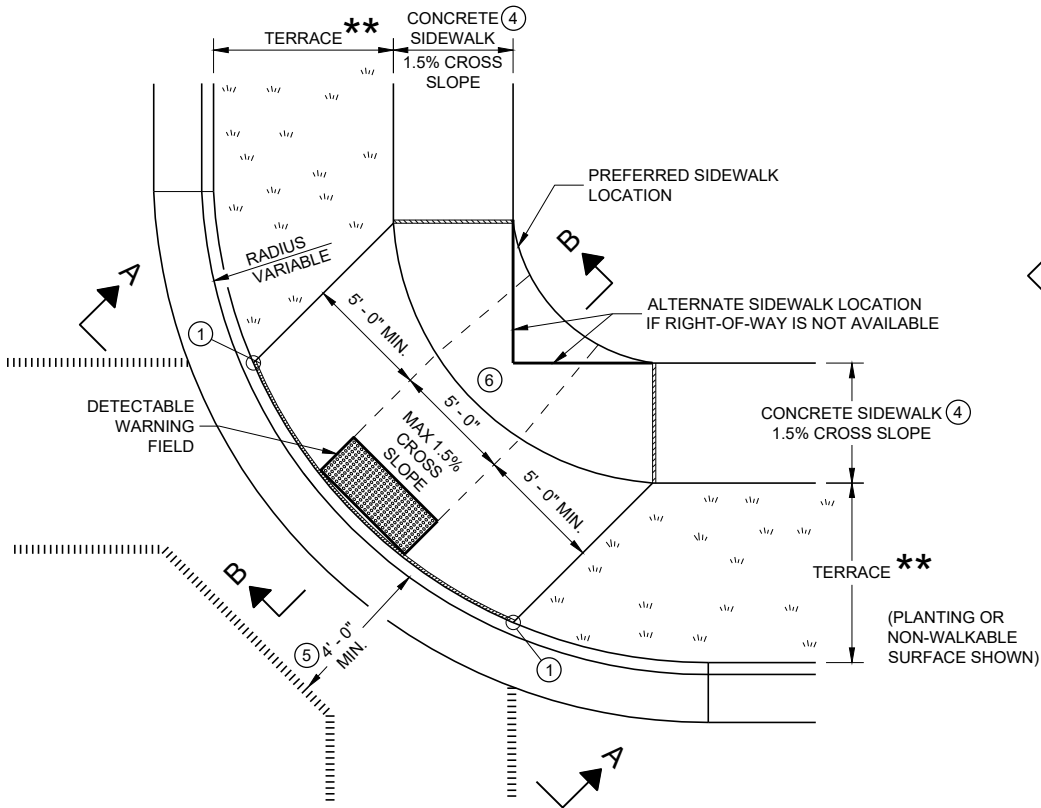 TERRACE **
CONCRETE ④
SIDEWALK
1.5% CROSS
SLOPE
PREFERRED SIDEWALK
LOCATION
B
RADIUS
VARIABLE
A
ALTERNATE SIDEWALK LOCATION
IF RIGHT-OF-WAY IS NOT AVAILABLE
①
5' - 0" MIN.
⑥
DETECTABLE
WARNING
FIELD
5' - 0"
MAX 1.5%
CROSS
SLOPE
CONCRETE SIDEWALK ④
1.5% CROSS SLOPE
5' - 0" MIN.
TERRACE **
(PLANTING OR
NON-WALKABLE
SURFACE SHOWN)
B
⑤ 4' - 0"
MIN.
①
A